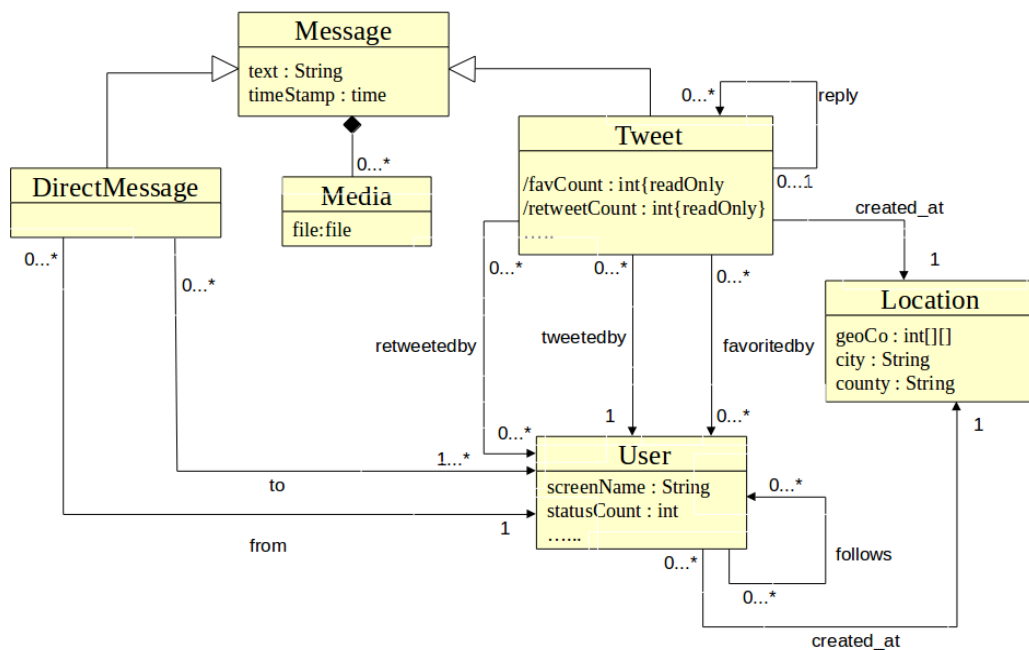 Message
text : String
timeStamp : time
0...*
reply
0...*
Tweet
0...1
/favCount : int{readOnly
/retweetCount : int{readOnly}
.....
DirectMessage
Media
file:file
created_at
1
0...*
0...*
0...*
0...*
0...*
Location
geoCo : int[][]
city : String
county : String
retweetedby
tweetedby
favoritedby
0...*
1
0...*
1
User
screenName : String
statusCount : int
…...
1...*
to
0...*
1
from
follows
0...*
0...*
created_at